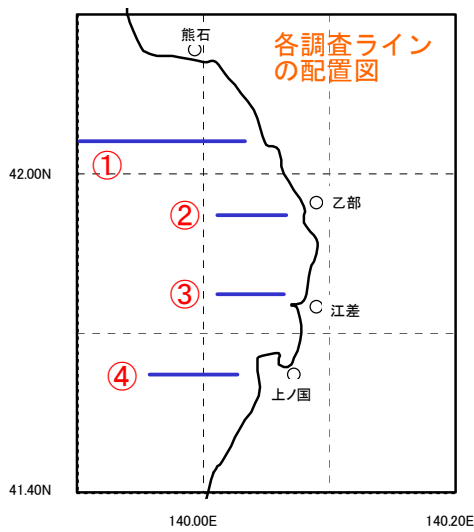 熊石
各調査ライン
の配置図
①
42.00N
②
乙部
③
江差
④
上ノ国
41.40N
140.00E
140.20E